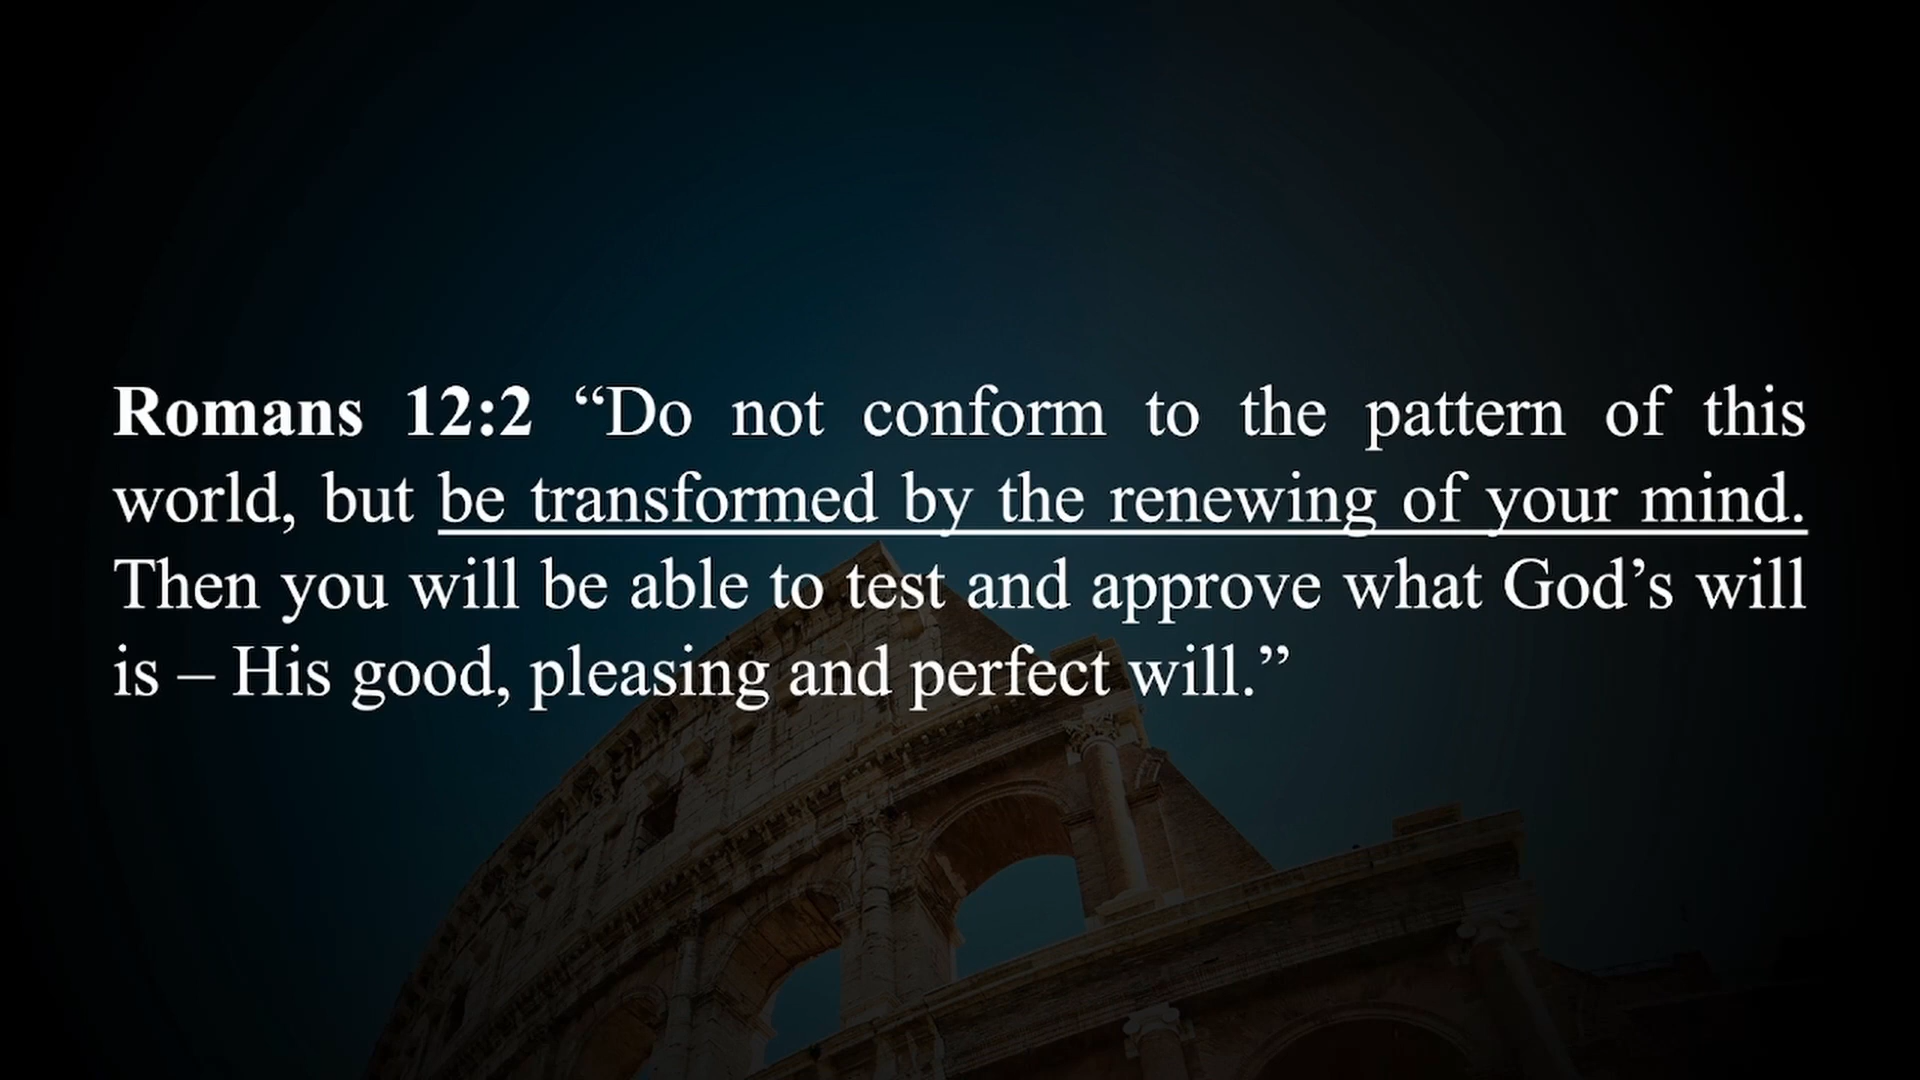 Romans 12:2 “Do not conform to the pattern of this
world, but be transformed by the renewing of your mind.
Then you will be able to test and approve what God’s will
is – His good, pleasing and perfect will.”